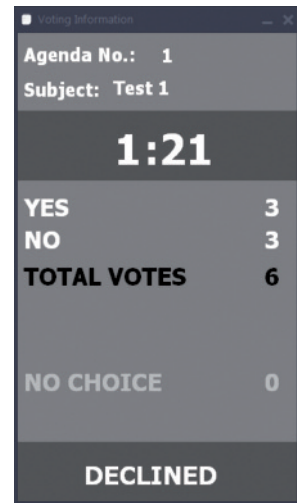 Voting Information
Agenda No.: 1
Subject: Test 1
1:21
YES 3
NO 3
TOTAL VOTES 6
NO CHOICE 0
DECLINED